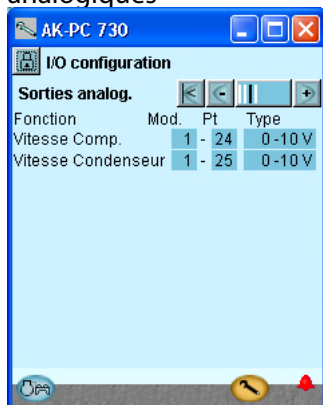 analogiques
AK-PC 730
I/O configuration
Sorties analog.
Fonction Mod. Pt Type
Vitesse Comp. 1 - 24 0-10 V
Vitesse Condenseur 1 - 25 0-10 V